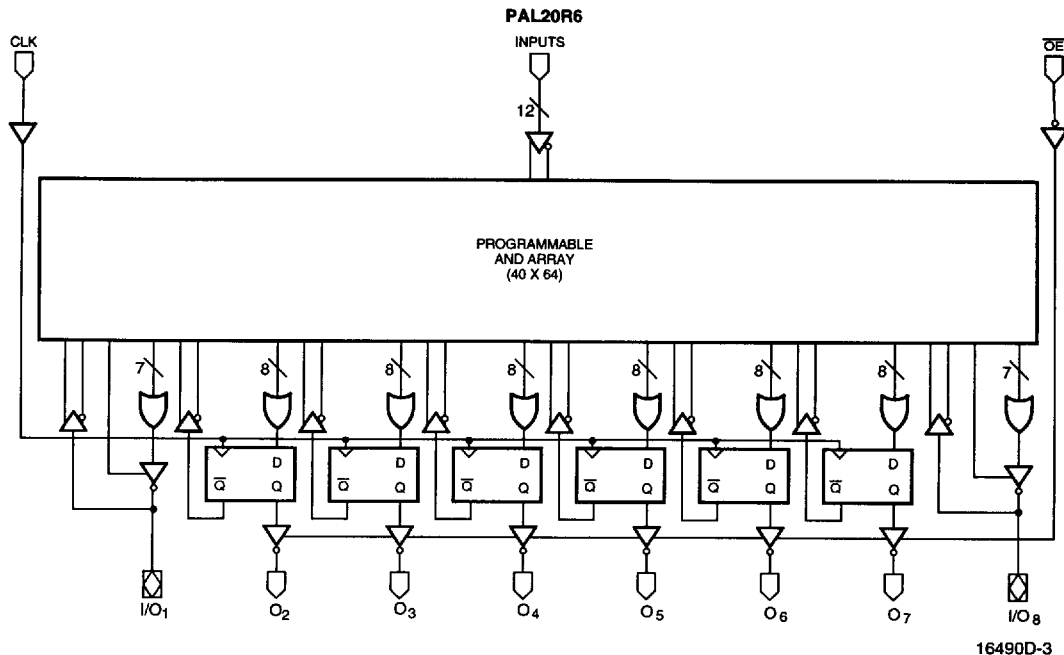 PAL20R6
CLK
INPUTS
OE
12
PROGRAMMABLE
AND ARRAY
(40 X 64)
7 8 8 8 8 8 8 7
D D D D D D
Q̅ Q Q̅ Q Q̅ Q Q̅ Q Q̅ Q Q̅ Q
I/O₁ O₂ O₃ O₄ O₅ O₆ O₇ I/O₈
16490D-3